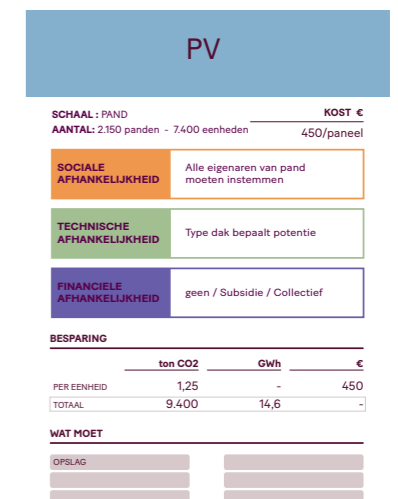 PV
SCHAAL : PAND
KOST €
AANTAL: 2.150 panden - 7.400 eenheden
450/paneel
SOCIALE
AFHANKELIJKHEID
Alle eigenaren van pand
moeten instemmen
TECHNISCHE
AFHANKELIJKHEID
Type dak bepaalt potentie
FINANCIELE
AFHANKELIJKHEID
geen / Subsidie / Collectief
BESPARING
ton CO2 GWh €
PER EENHEID 1,25 - 450
TOTAAL 9.400 14,6 -
WAT MOET
OPSLAG